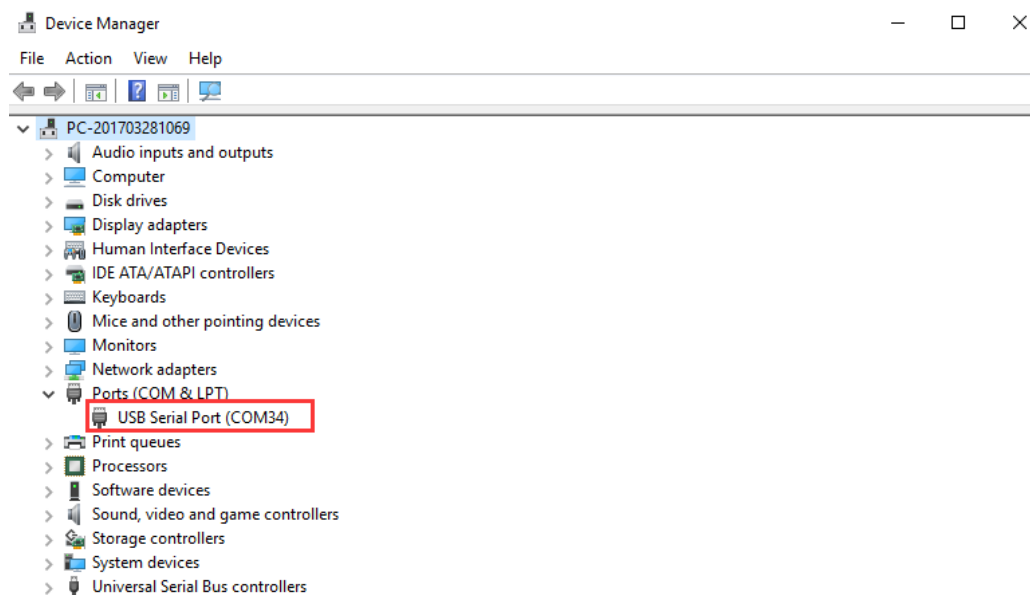 Device Manager
File Action View Help
PC-201703281069
Audio inputs and outputs
Computer
Disk drives
Display adapters
Human Interface Devices
IDE ATA/ATAPI controllers
Keyboards
Mice and other pointing devices
Monitors
Network adapters
Ports (COM & LPT)
USB Serial Port (COM34)
Print queues
Processors
Software devices
Sound, video and game controllers
Storage controllers
System devices
Universal Serial Bus controllers